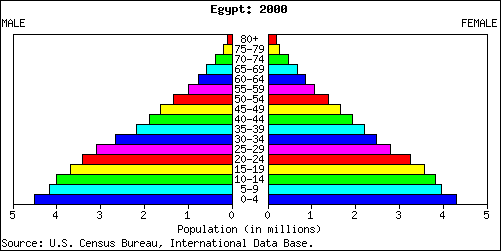 Egypt: 2000
MALE
FEMALE
80+
75-79
70-74
65-69
60-64
55-59
50-54
45-49
40-44
35-39
30-34
25-29
20-24
15-19
10-14
5-9
0-4
5 4 3 2 1 0 0 1 2 3 4 5
Population (in millions)
Source: U.S. Census Bureau, International Data Base.